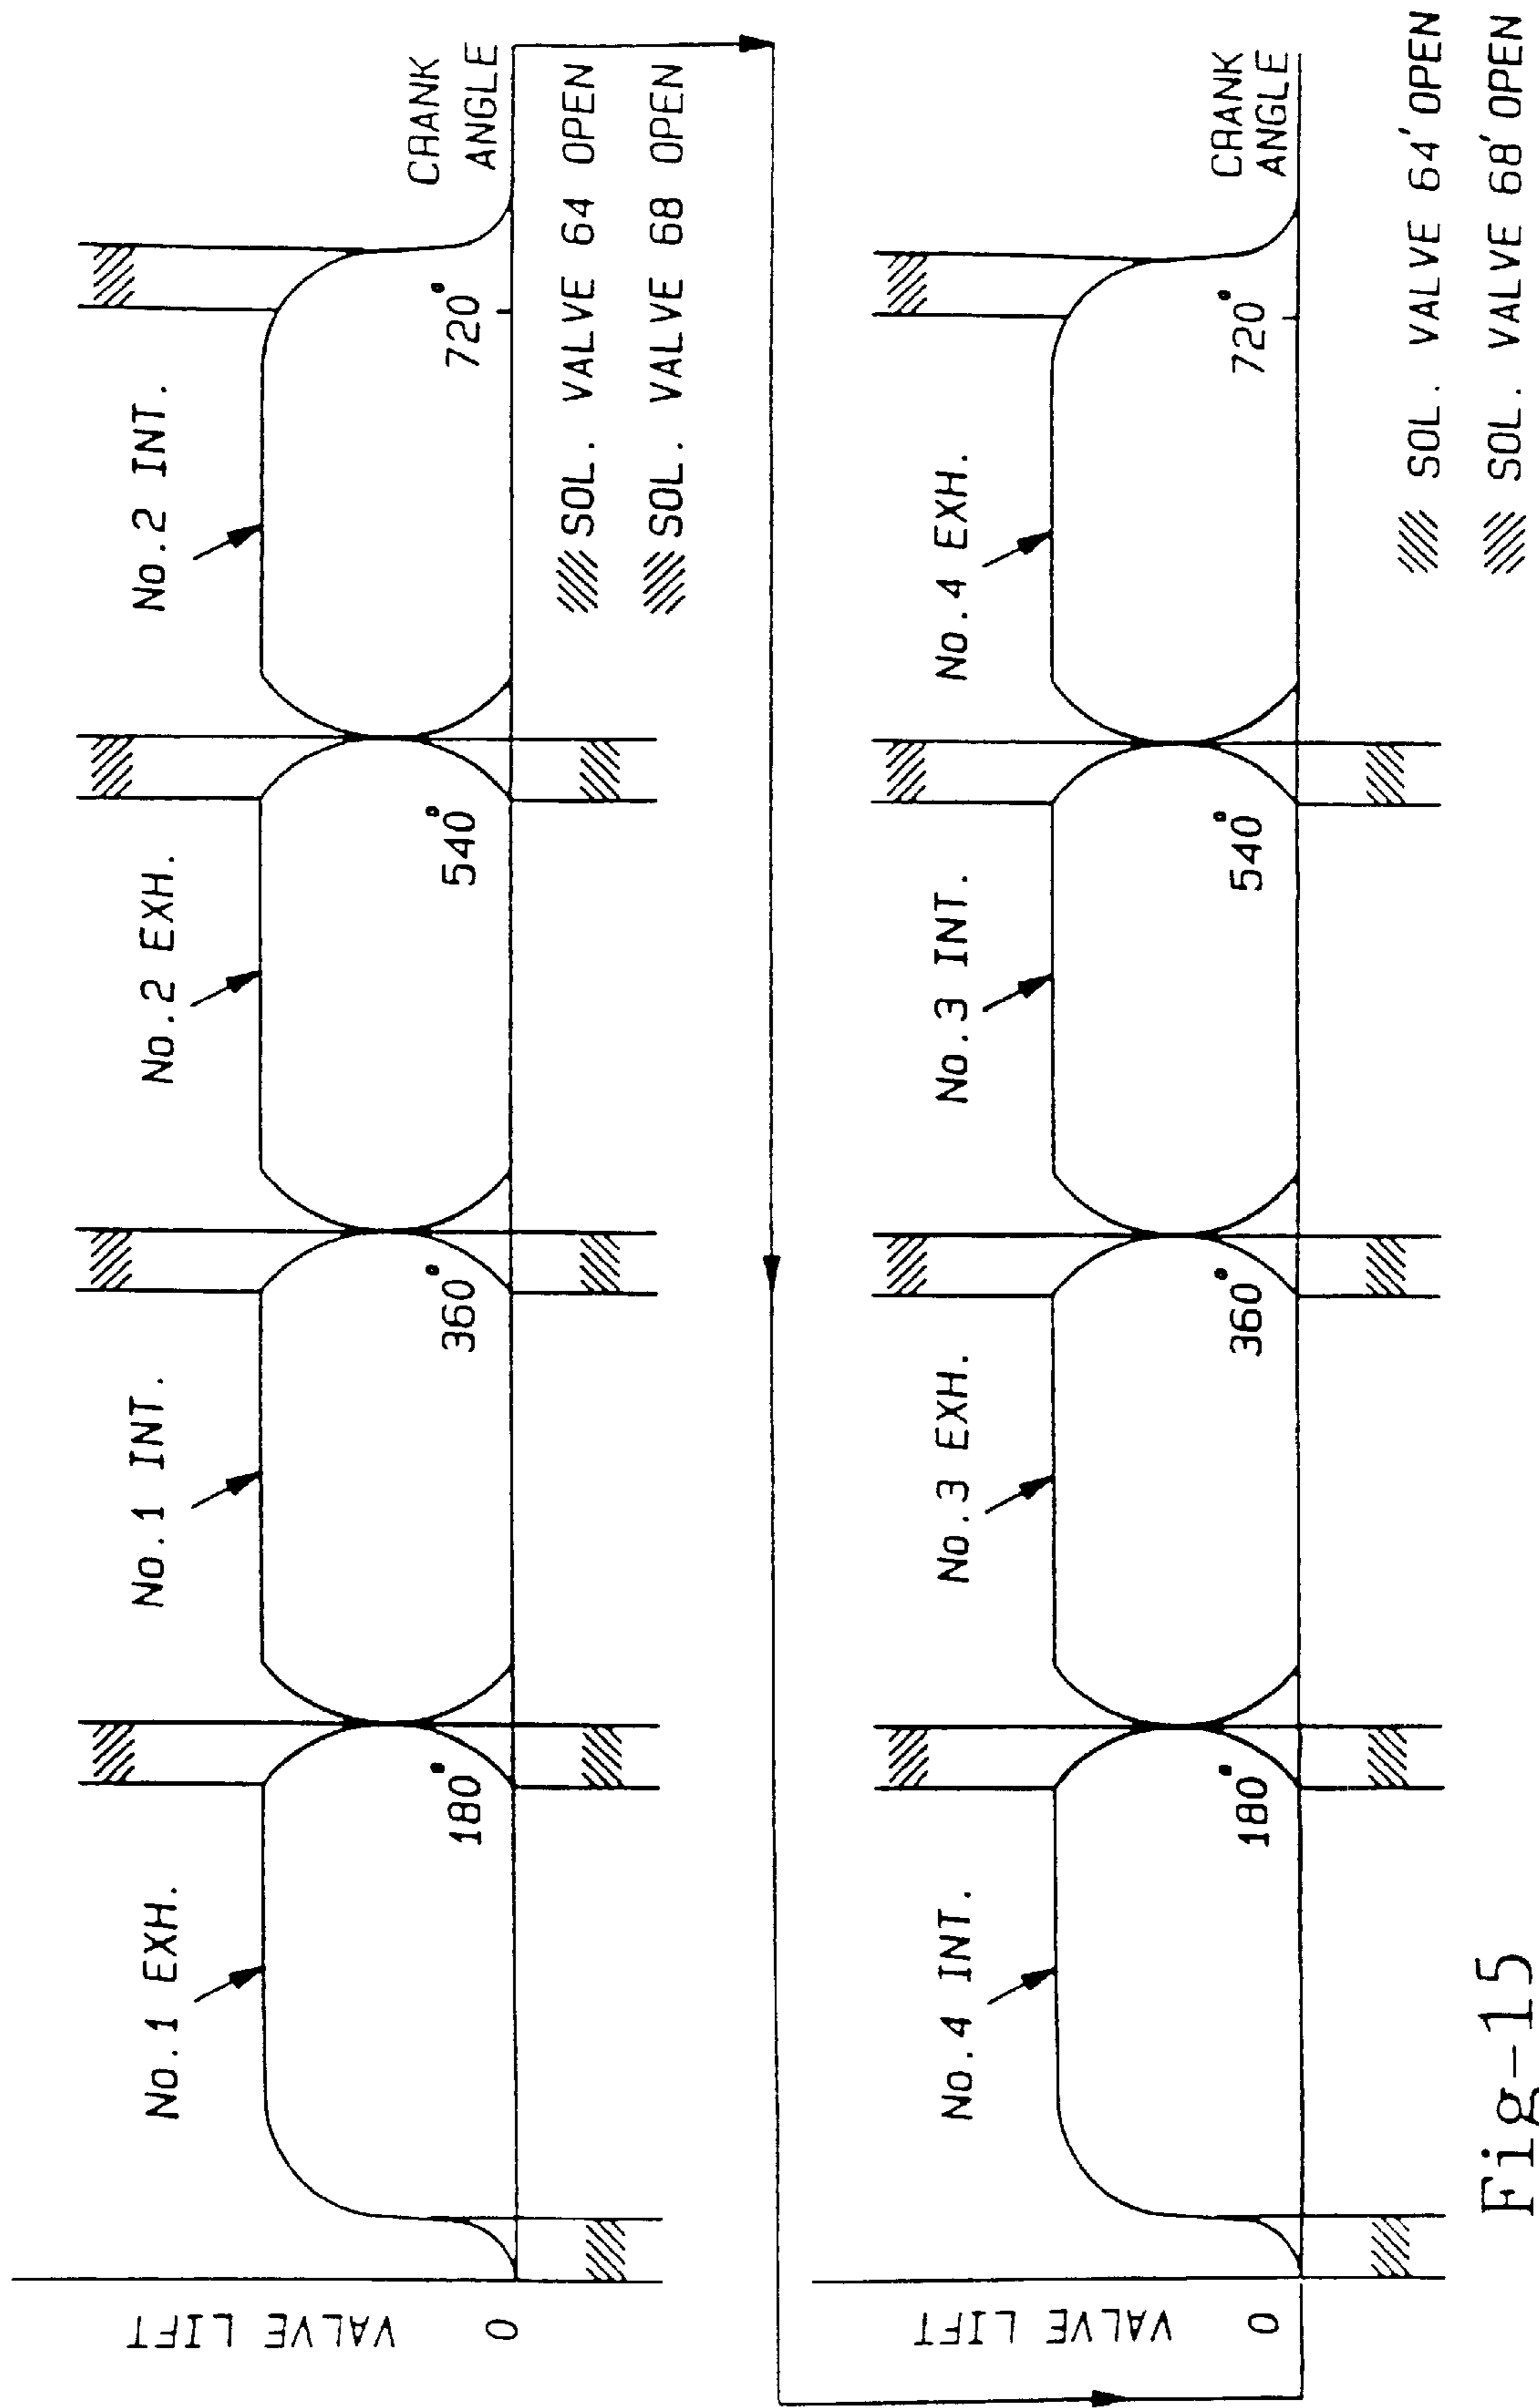 VALVE LIFT
0
No.1 EXH.
No.1 INT.
No.2 EXH.
No.2 INT.
180°
360°
540°
720°
CRANK
ANGLE
SOL. VALVE 64 OPEN
SOL. VALVE 68 OPEN
VALVE LIFT
0
No.4 INT.
No.3 EXH.
No.3 INT.
No.4 EXH.
180°
360°
540°
720°
CRANK
ANGLE
SOL. VALVE 64' OPEN
SOL. VALVE 68' OPEN
Fig-15